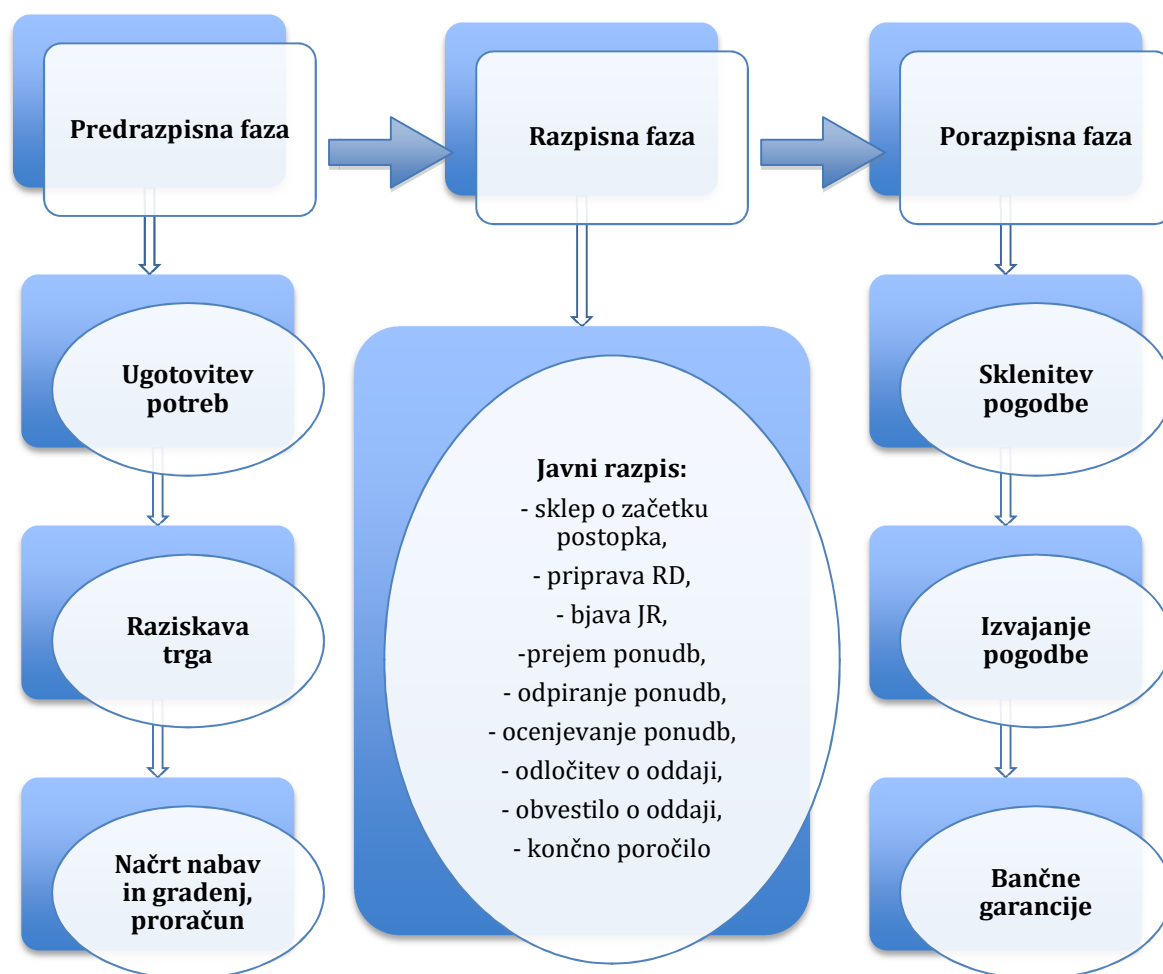 Predrazpisna faza
Razpisna faza
Porazpisna faza
Ugotovitev
potreb
Raziskava
trga
Načrt nabav
in gradenj,
proračun
Javni razpis:
- sklep o začetku
postopka,
- priprava RD,
- bjava JR,
-prejem ponudb,
- odpiranje ponudb,
- ocenjevanje ponudb,
- odločitev o oddaji,
- obvestilo o oddaji,
- končno poročilo
Sklenitev
pogodbe
Izvajanje
pogodbe
Bančne
garancije